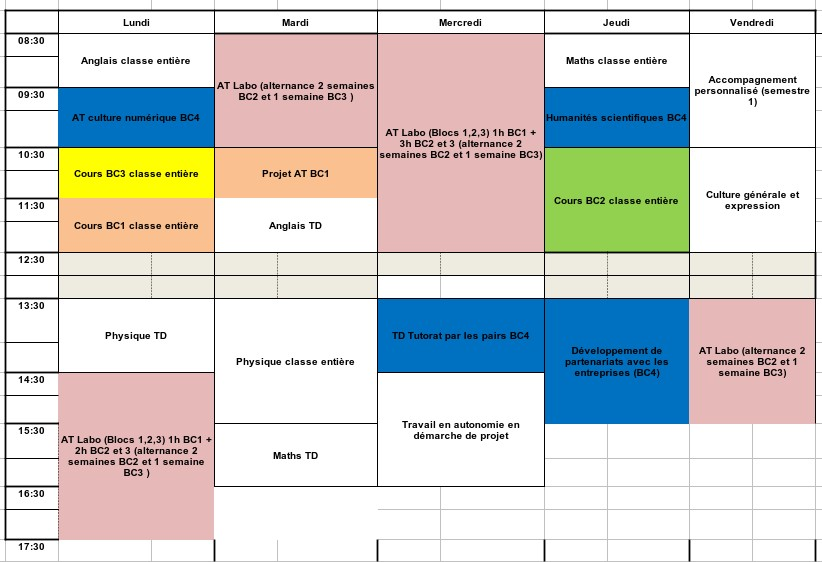 Lundi Mardi Mercredi Jeudi Vendredi
08:30
Anglais classe entière
AT Labo (alternance 2 semaines
BC2 et 1 semaine BC3 )
AT Labo (Blocs 1,2,3) 1h BC1 +
3h BC2 et 3 (alternance 2
semaines BC2 et 1 semaine BC3)
Maths classe entière
Accompagnement
personnalisé (semestre
1)
09:30
AT culture numérique BC4
Humanités scientifiques BC4
10:30
Cours BC3 classe entière
Projet AT BC1
Cours BC2 classe entière
Culture générale et
expression
11:30
Cours BC1 classe entière
Anglais TD
12:30
13:30
Physique TD
Physique classe entière
TD Tutorat par les pairs BC4
Développement de
partenariats avec les
entreprises (BC4)
AT Labo (alternance 2
semaines BC2 et 1
semaine BC3)
14:30
AT Labo (Blocs 1,2,3) 1h BC1 +
2h BC2 et 3 (alternance 2
semaines BC2 et 1 semaine
BC3 )
Travail en autonomie en
démarche de projet
15:30
Maths TD
16:30
17:30